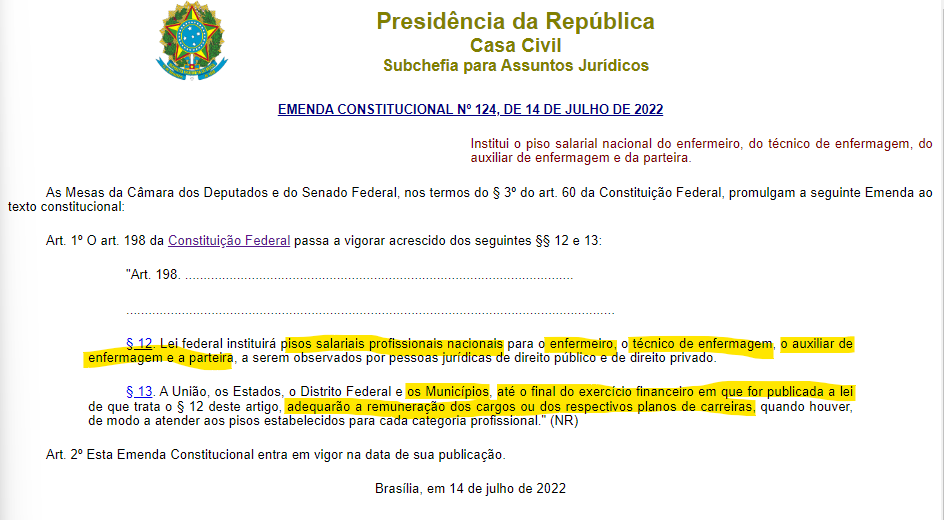 Presidência da República
Casa Civil
Subchefia para Assuntos Jurídicos
EMENDA CONSTITUCIONAL Nº 124, DE 14 DE JULHO DE 2022
Institui o piso salarial nacional do enfermeiro, do técnico de enfermagem, do
auxiliar de enfermagem e da parteira.
As Mesas da Câmara dos Deputados e do Senado Federal, nos termos do § 3º do art. 60 da Constituição Federal, promulgam a seguinte Emenda ao
texto constitucional:
Art. 1º O art. 198 da Constituição Federal passa a vigorar acrescido dos seguintes §§ 12 e 13:
"Art. 198. ................................................................................................
..........................................................................................................................
§ 12. Lei federal instituirá pisos salariais profissionais nacionais para o enfermeiro, o técnico de enfermagem, o auxiliar de
enfermagem e a parteira, a serem observados por pessoas jurídicas de direito público e de direito privado.
§ 13. A União, os Estados, o Distrito Federal e os Municípios, até o final do exercício financeiro em que for publicada a lei
de que trata o § 12 deste artigo, adequarão a remuneração dos cargos ou dos respectivos planos de carreiras, quando houver,
de modo a atender aos pisos estabelecidos para cada categoria profissional." (NR)
Art. 2º Esta Emenda Constitucional entra em vigor na data de sua publicação.
Brasília, em 14 de julho de 2022